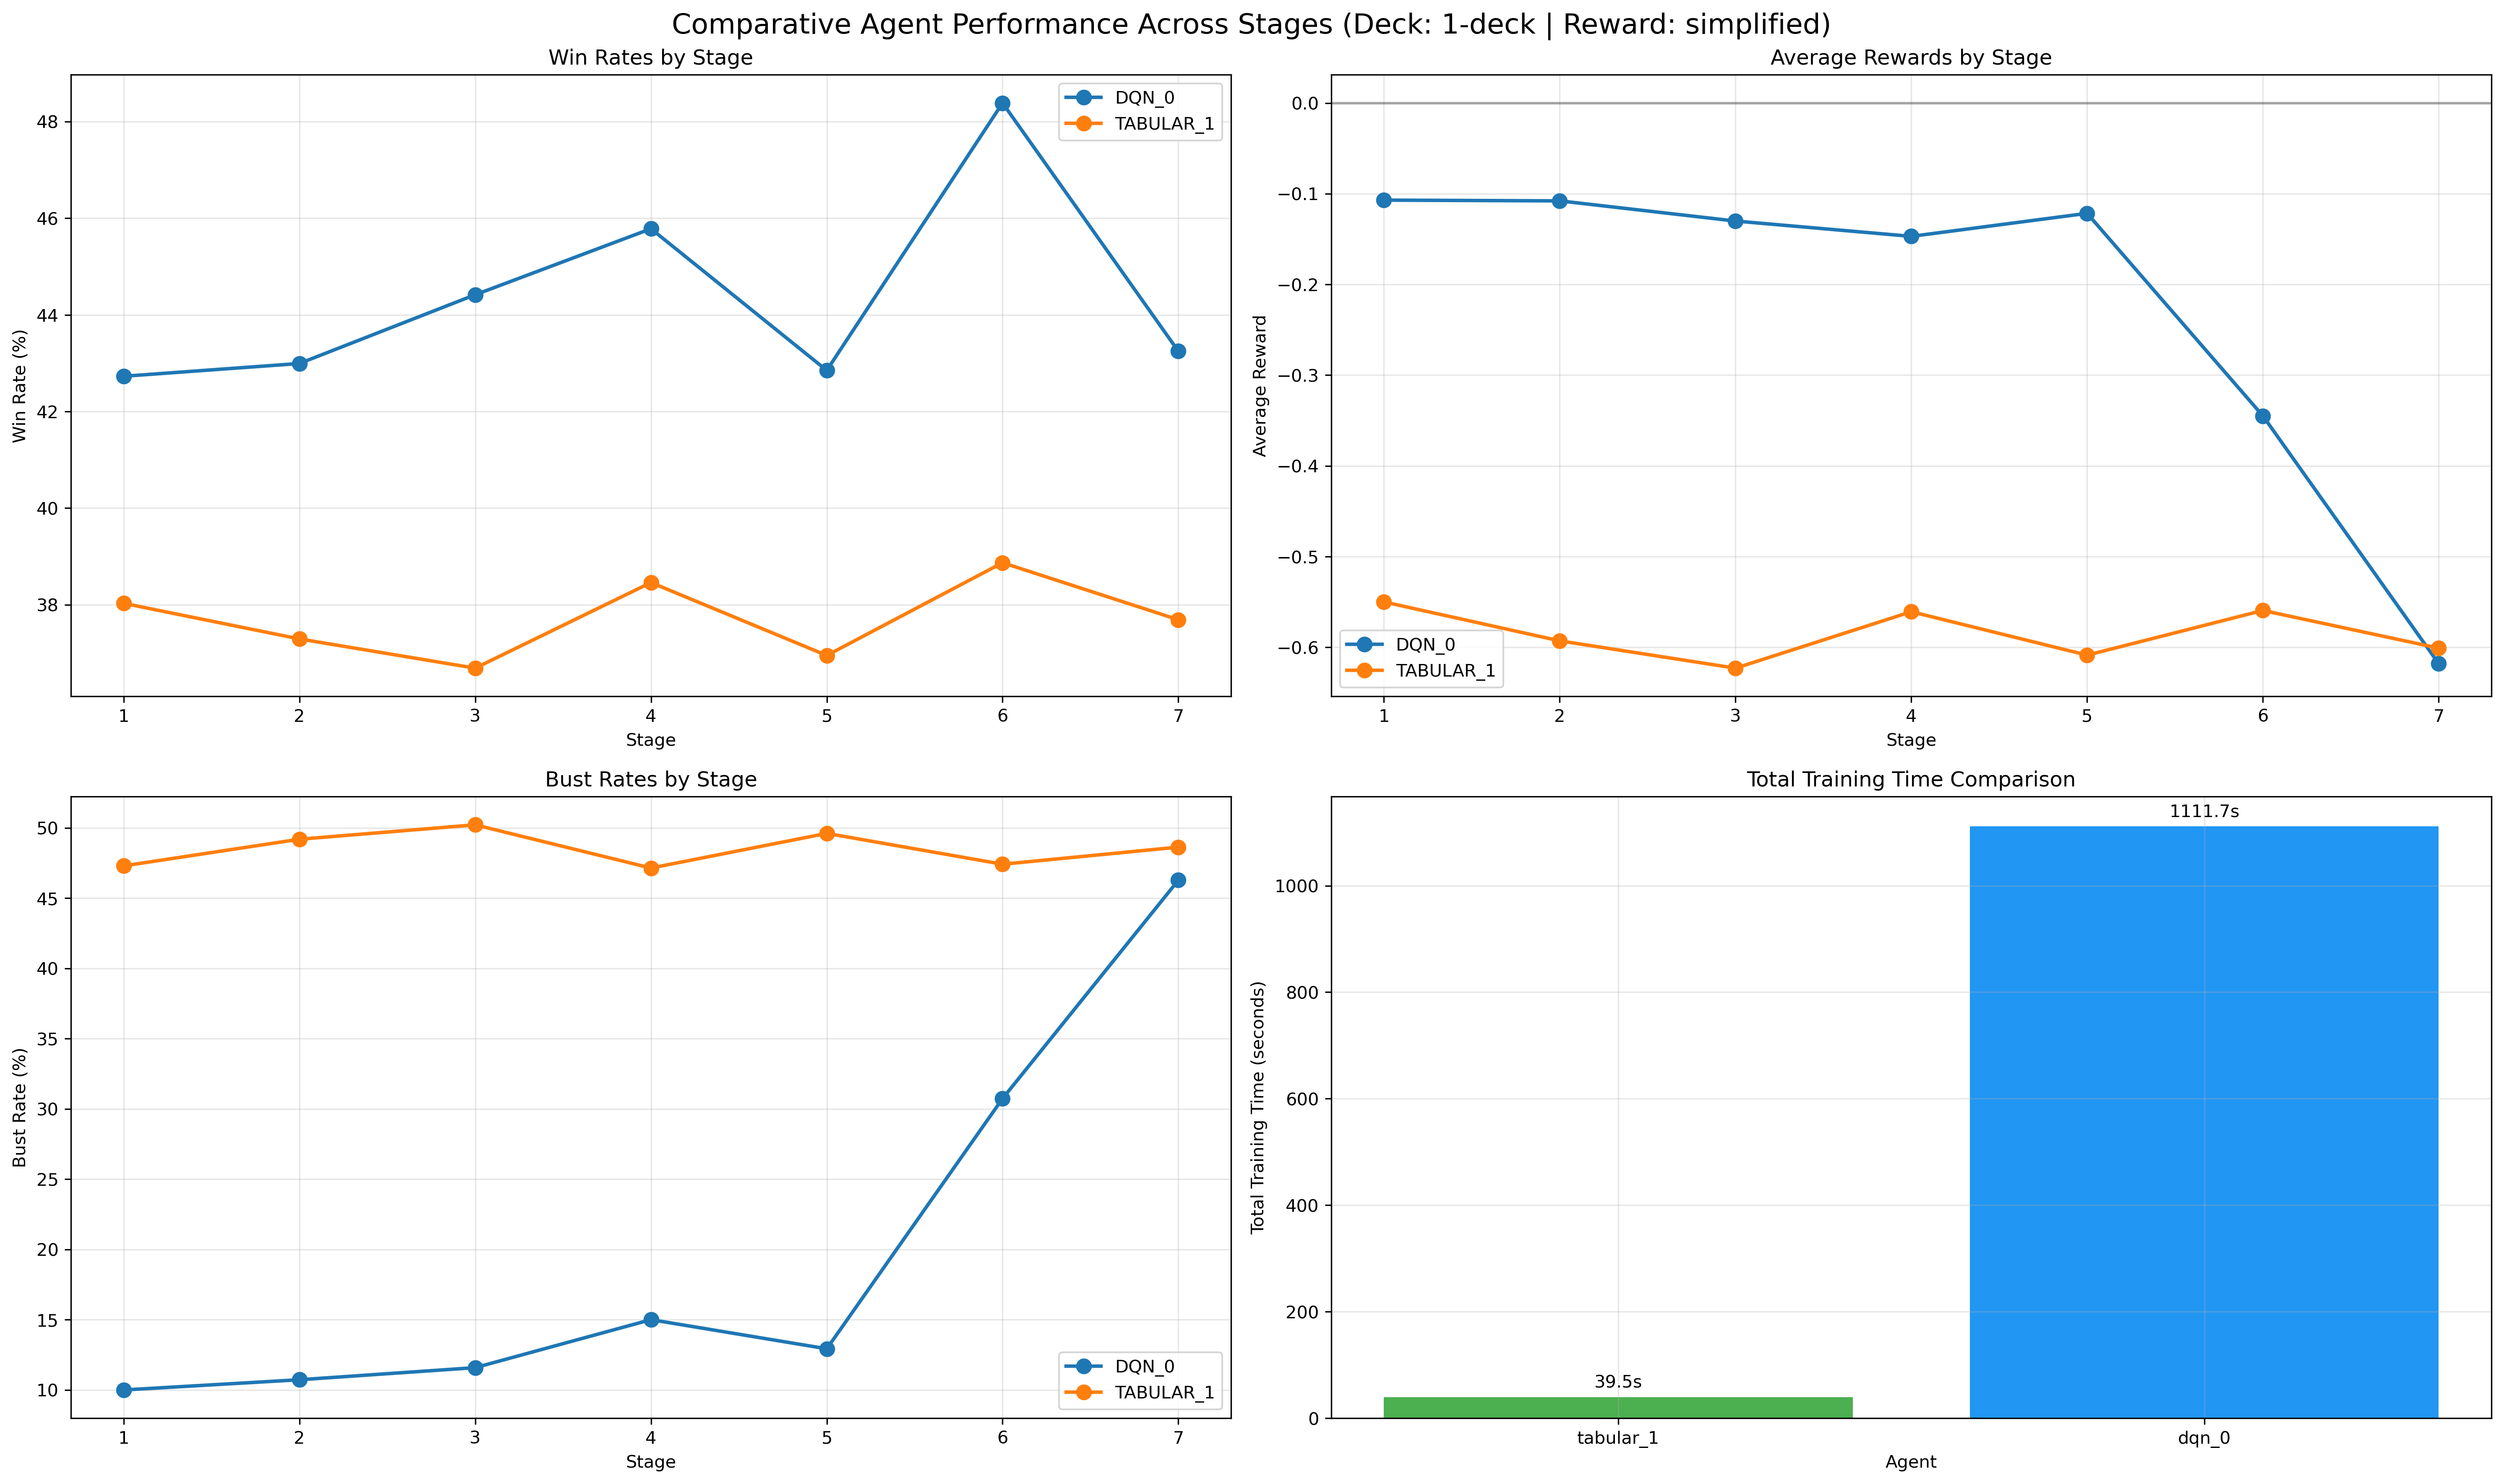 Comparative Agent Performance Across Stages (Deck: 1-deck | Reward: simplified)
Win Rates by Stage
48
46
44
42
40
38
Win Rate (%)
DQN_0
TABULAR_1
1 2 3 4 5 6 7
Stage
Average Rewards by Stage
0.0
−0.1
−0.2
−0.3
−0.4
−0.5
−0.6
Average Reward
DQN_0
TABULAR_1
1 2 3 4 5 6 7
Stage
Bust Rates by Stage
50
45
40
35
30
25
20
15
10
Bust Rate (%)
DQN_0
TABULAR_1
1 2 3 4 5 6 7
Stage
Total Training Time Comparison
1111.7s
1000
800
600
400
200
0
Total Training Time (seconds)
39.5s
tabular_1 dqn_0
Agent